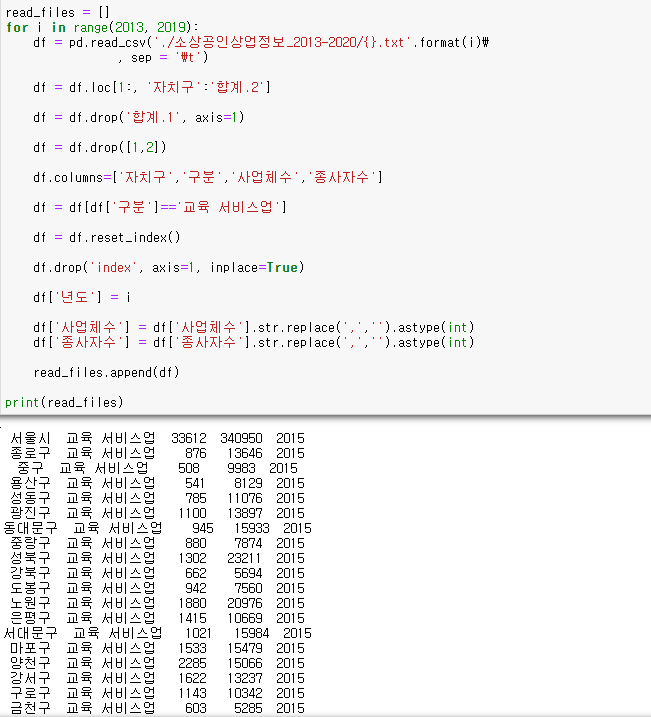 read_files = []
for i in range(2013, 2019):
    df = pd.read_csv('./소상공인상업정보_2013-2020/{}.txt'.format(i)₩
                , sep = '₩t')
    df = df.loc[1:, '자치구':'합계.2']
    df = df.drop('합계.1', axis=1)
    df = df.drop([1,2])
    df.columns=['자치구','구분','사업체수','종사자수']
    df = df[df['구분']=='교육 서비스업']
    df = df.reset_index()
    df.drop('index', axis=1, inplace=True)
    df['년도'] = i
    df['사업체수'] = df['사업체수'].str.replace(',','').astype(int)
    df['종사자수'] = df['종사자수'].str.replace(',','').astype(int)
    read_files.append(df)
print(read_files)
서울시  교육 서비스업  33612  340950  2015
종로구  교육 서비스업    876   13646  2015
중구  교육 서비스업    508    9983  2015
용산구  교육 서비스업    541    8129  2015
성동구  교육 서비스업    785   11076  2015
광진구  교육 서비스업   1100   13897  2015
동대문구  교육 서비스업    945   15933  2015
중랑구  교육 서비스업    880    7874  2015
성북구  교육 서비스업   1302   23211  2015
강북구  교육 서비스업    662    5694  2015
도봉구  교육 서비스업    942    7560  2015
노원구  교육 서비스업   1880   20976  2015
은평구  교육 서비스업   1415   10669  2015
서대문구  교육 서비스업   1021   15984  2015
마포구  교육 서비스업   1533   15479  2015
양천구  교육 서비스업   2285   15066  2015
강서구  교육 서비스업   1622   13237  2015
구로구  교육 서비스업   1143   10342  2015
금천구  교육 서비스업    603    5285  2015